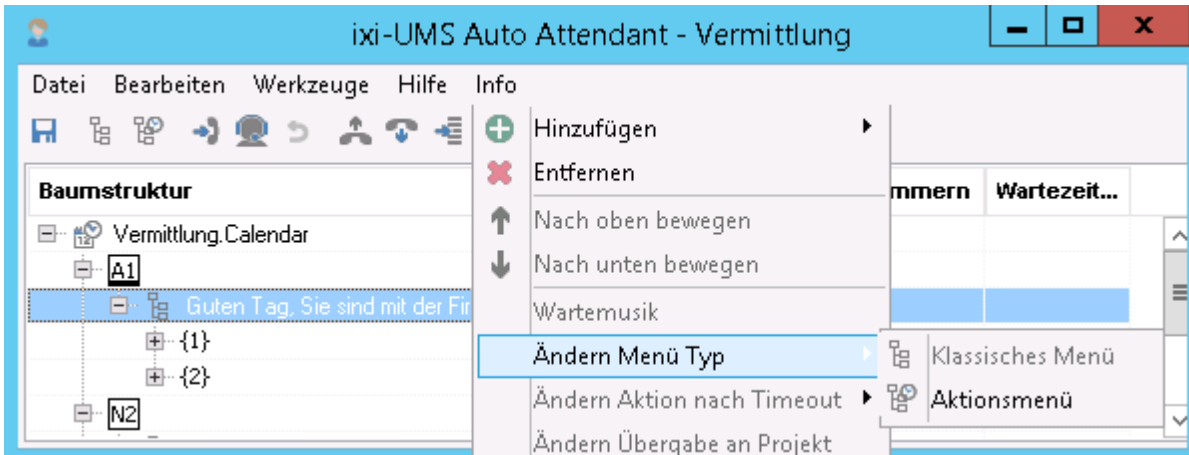 ixi-UMS Auto Attendant - Vermittlung
Datei Bearbeiten Werkzeuge Hilfe Info
Hinzufügen
Entfernen
Baumstruktur mmern Wartezeit...
Nach oben bewegen
12 Vermittlung.Calendar
A1
Nach unten bewegen
Guten Tag, Sie sind mit der Fir
Wartemusik
{1}
Ändern Menü Typ Klassisches Menü
{2}
Ändern Aktion nach Timeout Aktionsmenü
N2
Ändern Übergabe an Projekt